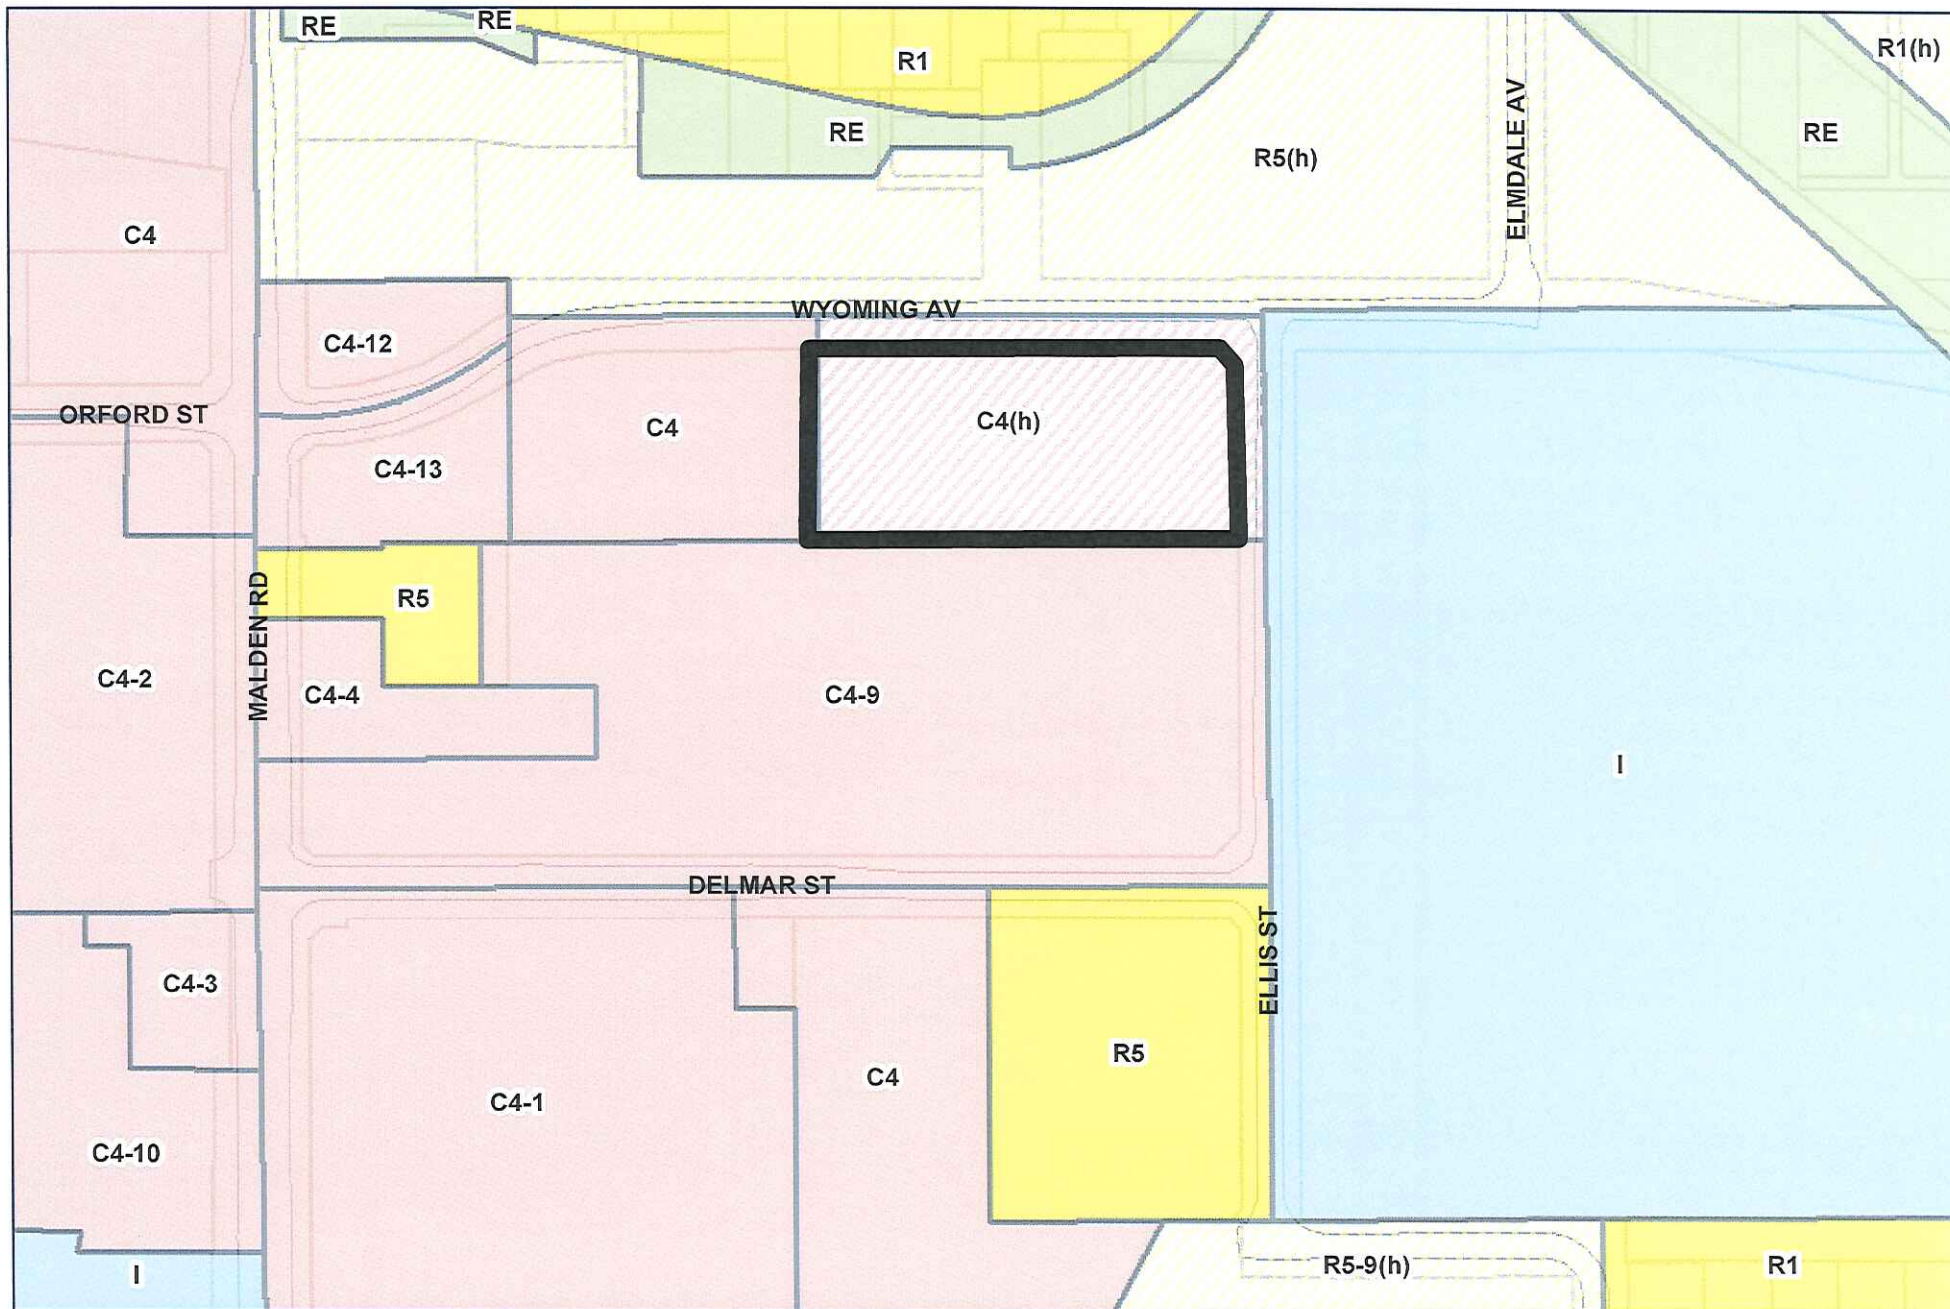 RE
RE
R1
R1(h)
RE
RE
R5(h)
ELMDALE AV
C4
WYOMING AV
C4-12
ORFORD ST
C4
C4(h)
C4-13
R5
MALDEN RD
C4-2
C4-4
C4-9
I
DELMAR ST
ELLIS ST
C4-3
R5
C4
C4-1
C4-10
I
R5-9(h)
R1